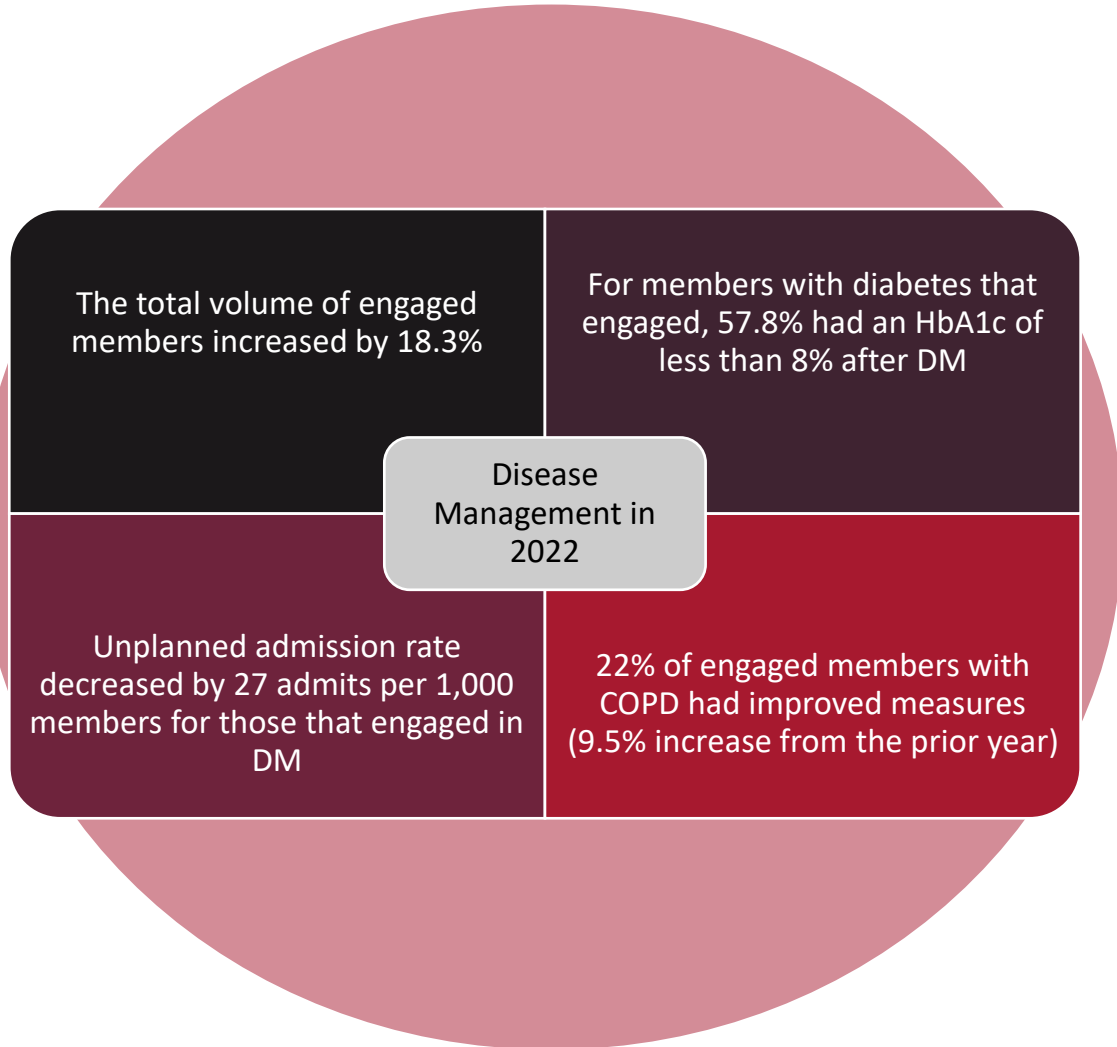 The total volume of engaged
members increased by 18.3%
For members with diabetes that
engaged, 57.8% had an HbA1c of
less than 8% after DM
Disease
Management in
2022
Unplanned admission rate
decreased by 27 admits per 1,000
members for those that engaged in
DM
22% of engaged members with
COPD had improved measures
(9.5% increase from the prior year)